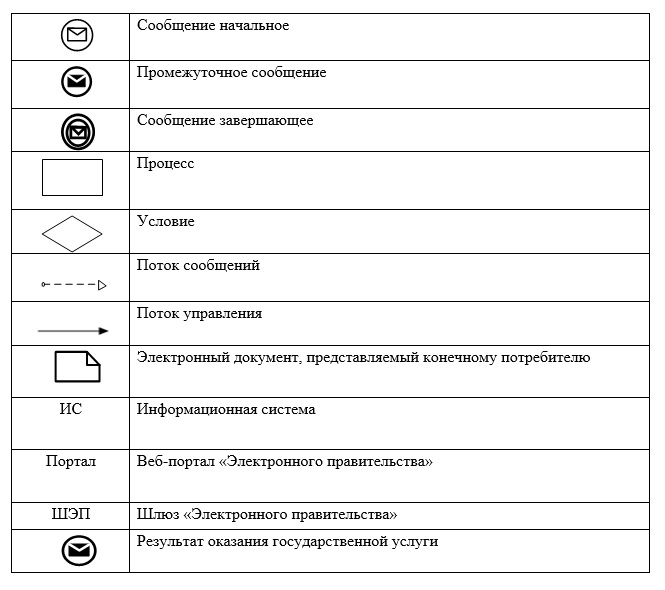 Сообщение начальное
Промежуточное сообщение
Сообщение завершающее
Процесс
Условие
Поток сообщений
Поток управления
Электронный документ, представляемый конечному потребителю
ИС Информационная система
Портал Веб-портал «Электронного правительства»
ШЭП Шлюз «Электронного правительства»
Результат оказания государственной услуги